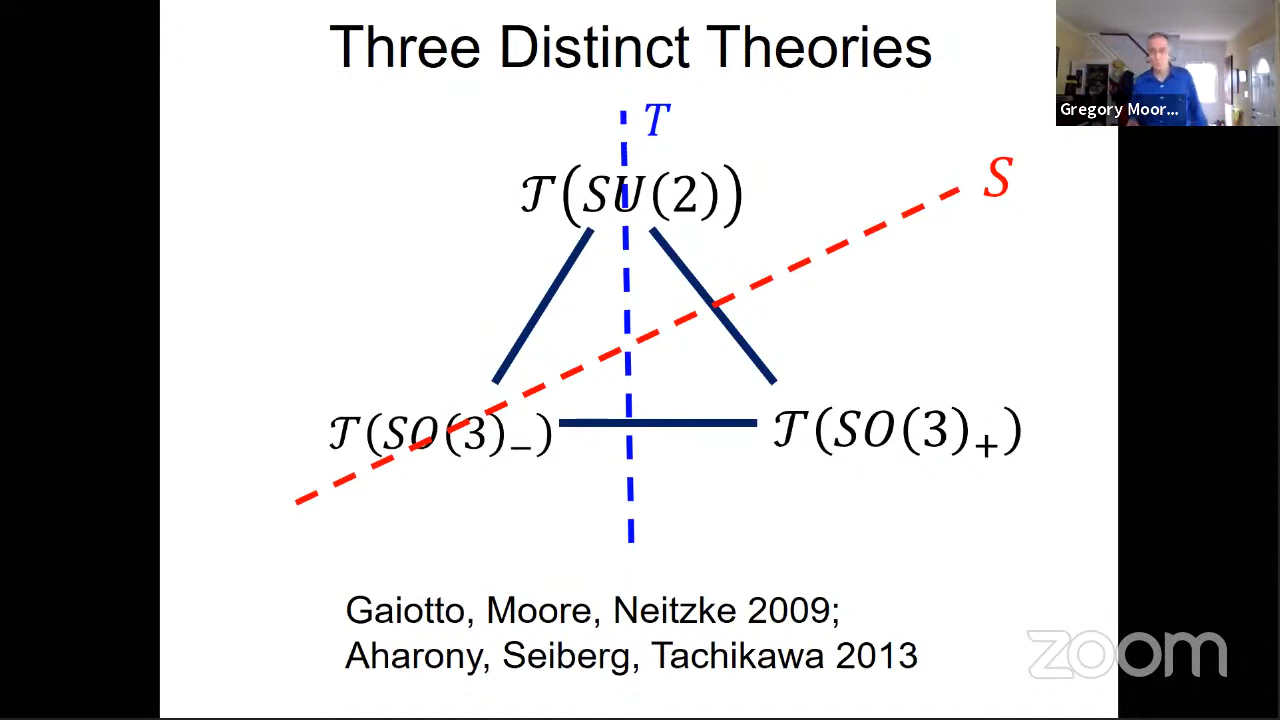 Three Distinct Theories
Gregory Moor...
T
𝒯(SU(2))
S
𝒯(SO(3)₋)
𝒯(SO(3)₊)
Gaiotto, Moore, Neitzke 2009;
Aharony, Seiberg, Tachikawa 2013
zoom